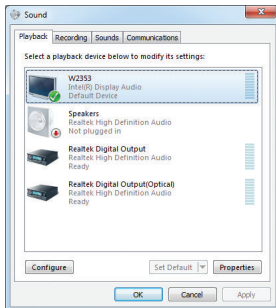 Sound
Playback Recording Sounds Communications
Select a playback device below to modify its settings:
W2353
Intel(R) Display Audio
Default Device
Speakers
Realtek High Definition Audio
Not plugged in
Realtek Digital Output
Realtek High Definition Audio
Ready
Realtek Digital Output(Optical)
Realtek High Definition Audio
Ready
Configure Set Default Properties
OK Cancel Apply